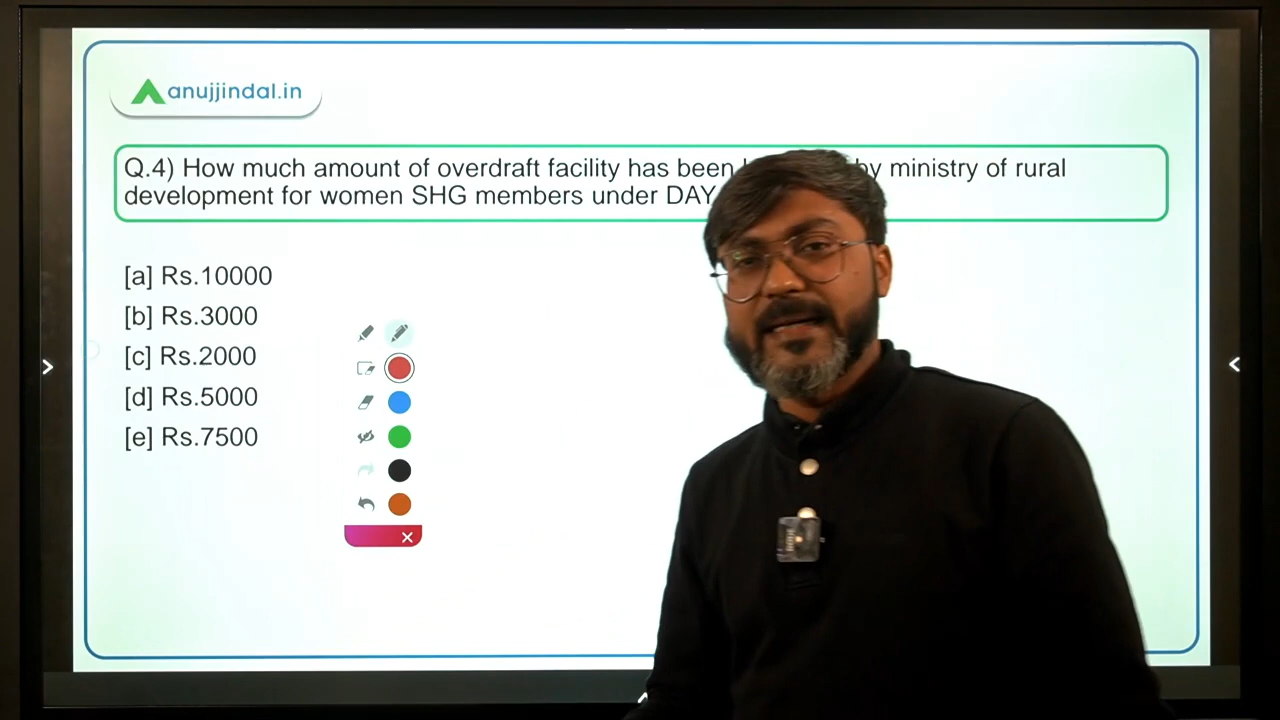 anujjindal.in
Q.4) How much amount of overdraft facility has been by ministry of rural
development for women SHG members under DAY
[a] Rs.10000
[b] Rs.3000
[c] Rs.2000
[d] Rs.5000
[e] Rs.7500